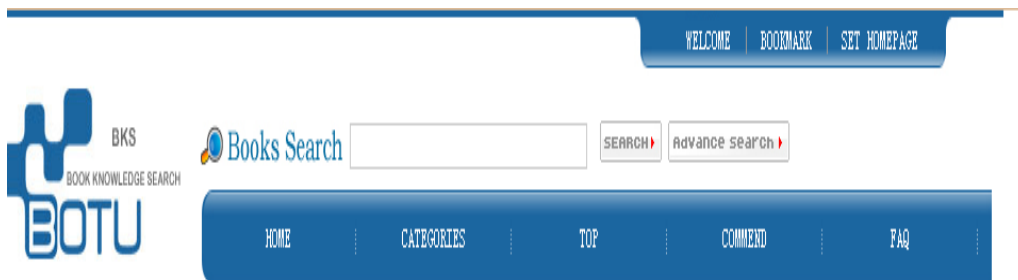 WELCOME BOOKMARK SET HOMEPAGE
BKS
BOOK KNOWLEDGE SEARCH
BOTU
Books Search SEARCH Advance search
HOME CATEGORIES TOP COMMEND FAQ